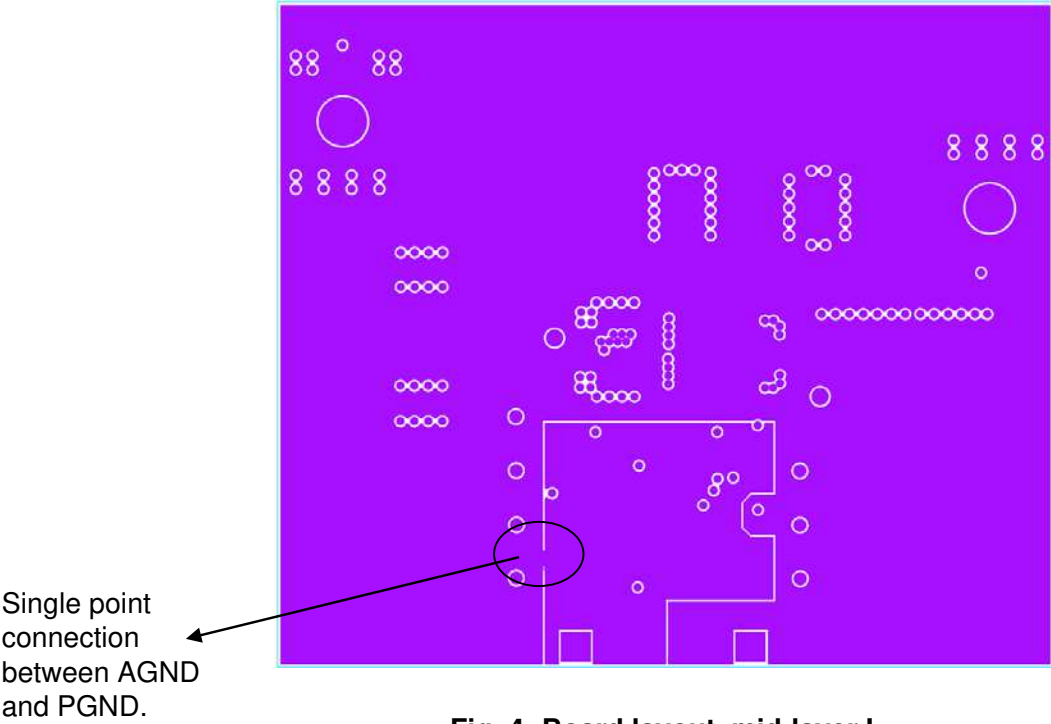 Single point
connection
between AGND
and PGND.
Fig. 4: Board layout, mid-layer I